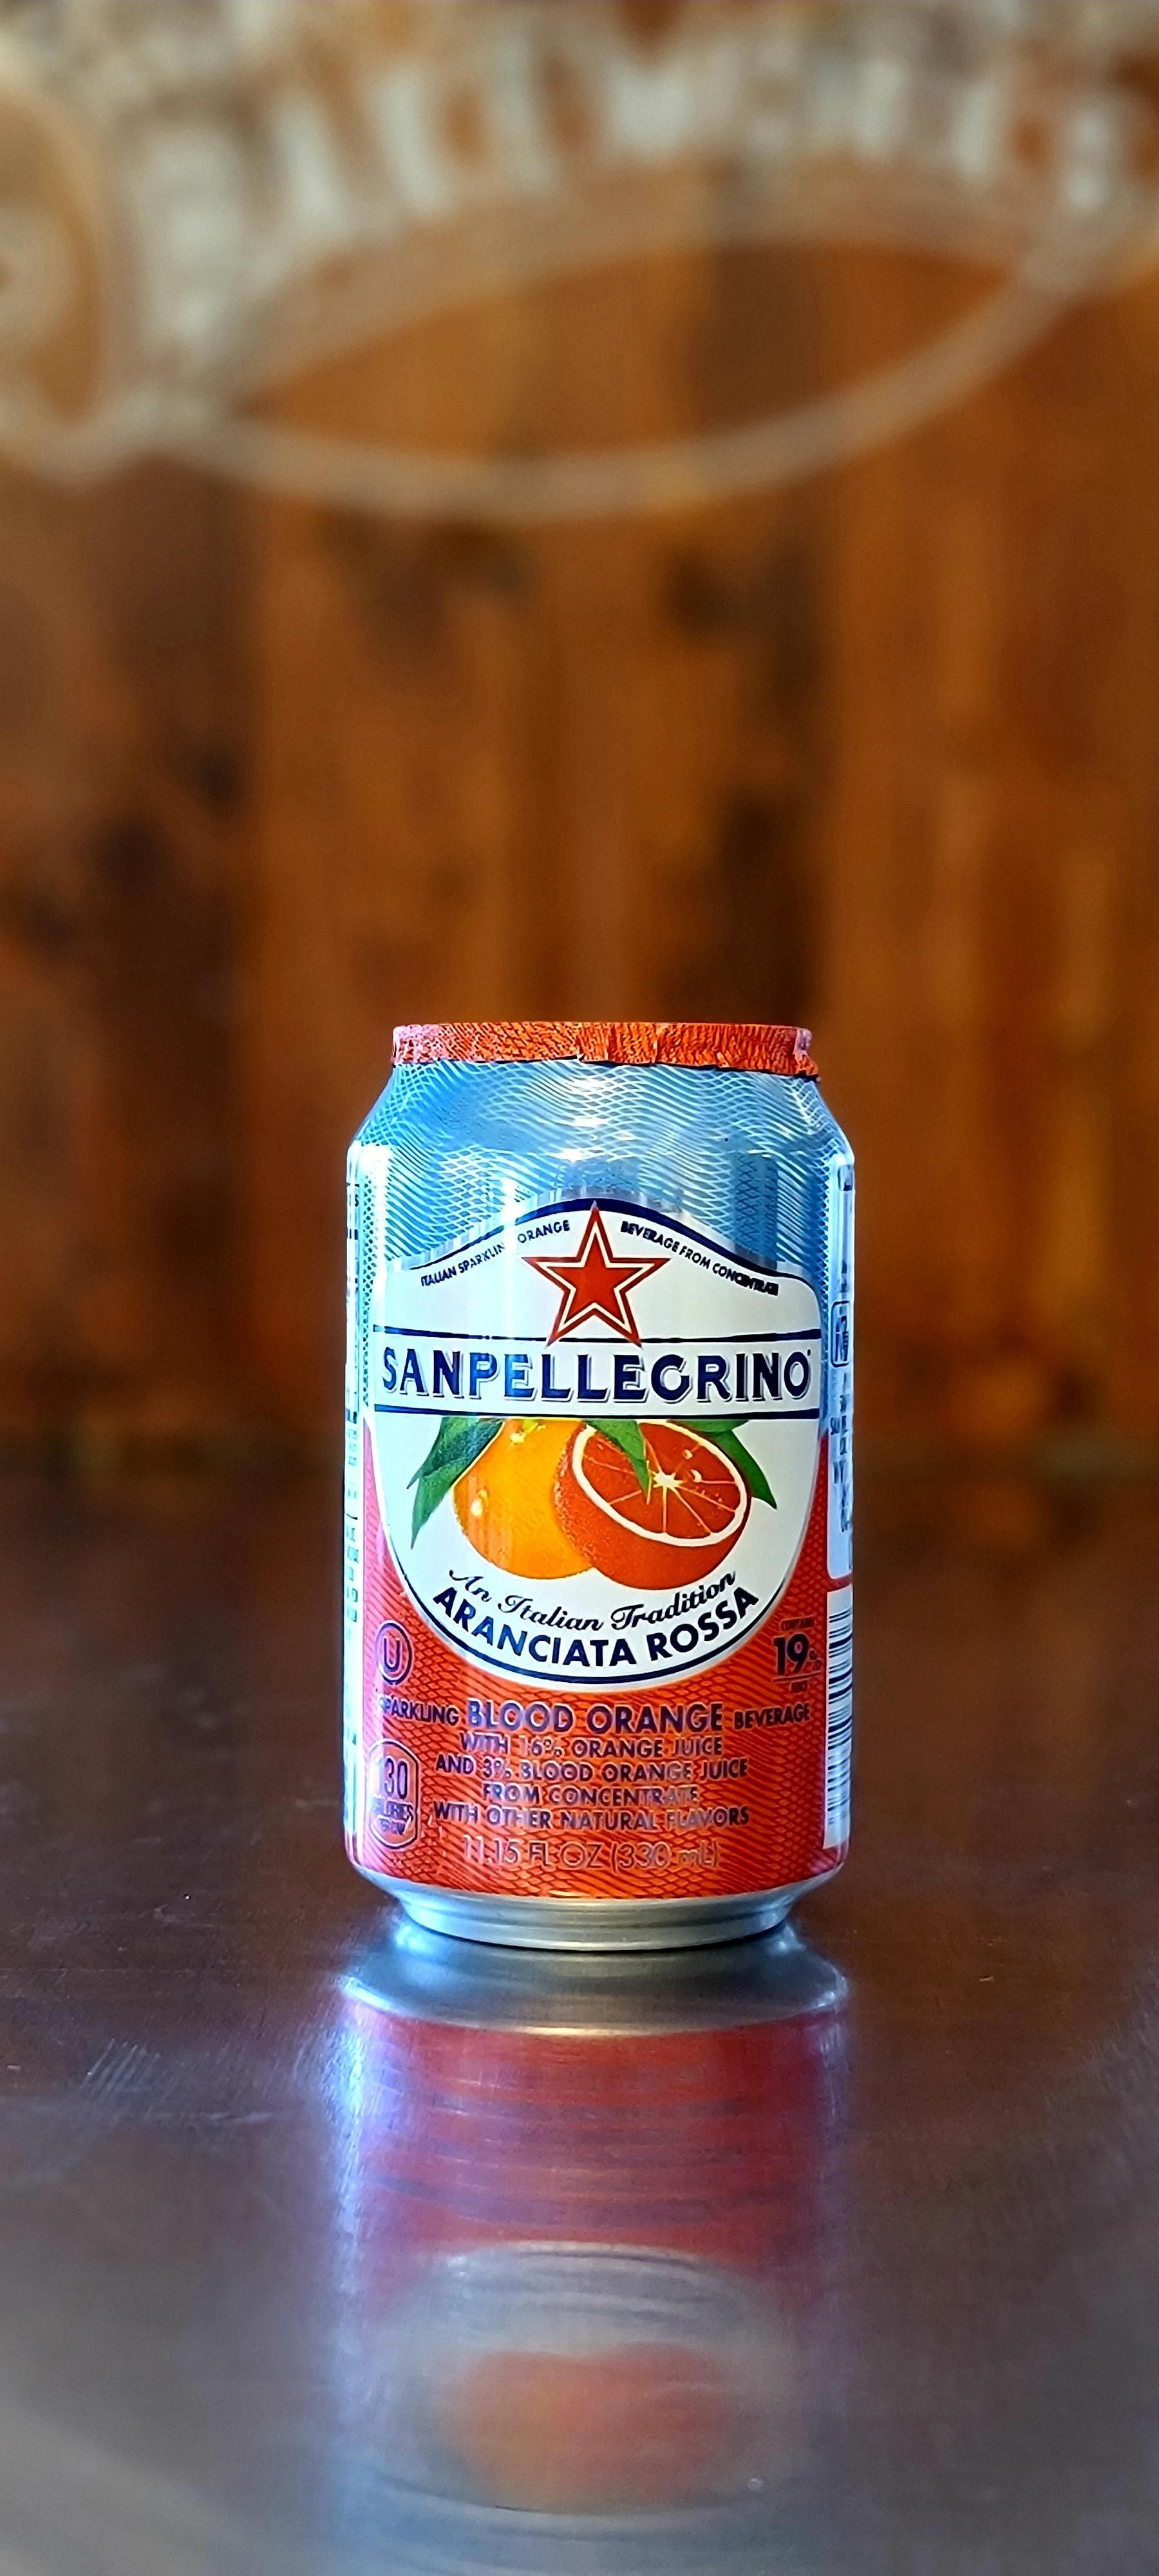 ITALIAN SPARKLING ORANGE BEVERAGE FROM CONCENTRATE
SANPELLEGRINO
An Italian Tradition
ARANCIATA ROSSA
U
19%
SPARKLING BLOOD ORANGE BEVERAGE
WITH 16% ORANGE JUICE
AND 3% BLOOD ORANGE JUICE
FROM CONCENTRATE
WITH OTHER NATURAL FLAVORS
130
CALORIES
11.15 FL OZ (330 mL)